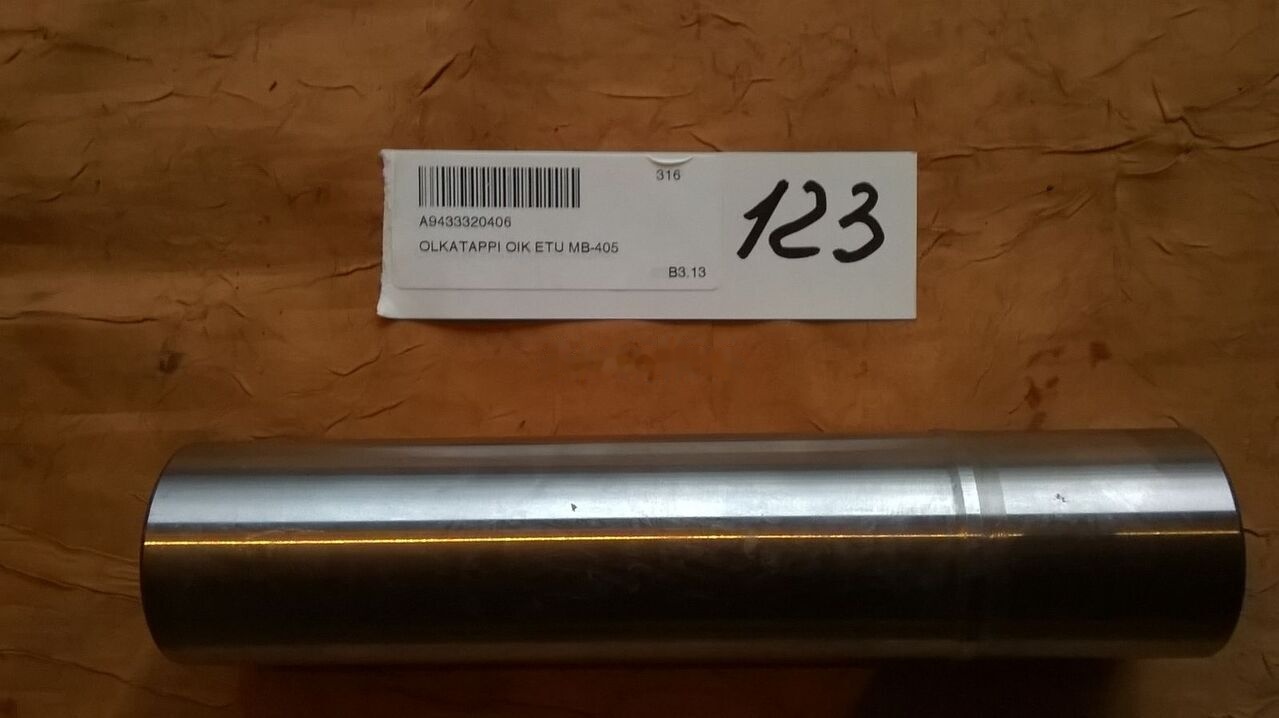 316
A9433320406
OLKATAPPI OIK ETU MB-405
B3.13
123